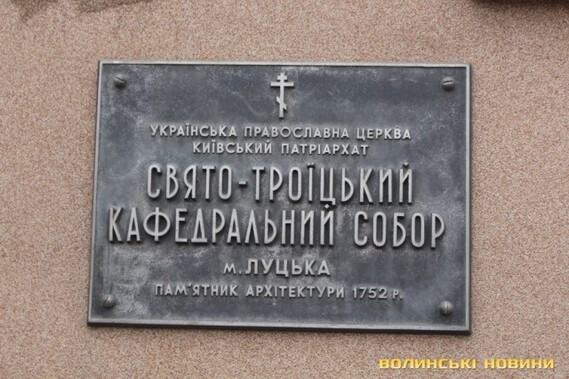 УКРАЇНСЬКА ПРАВОСЛАВНА ЦЕРКВА
КИЇВСЬКИЙ ПАТРІАРХАТ
СВЯТО-ТРОЇЦЬКИЙ
КАФЕДРАЛЬНИЙ СОБОР
м. ЛУЦЬКА
ПАМ'ЯТНИК АРХІТЕКТУРИ 1752 р.
ВОЛИНСЬКІ НОВИНИ